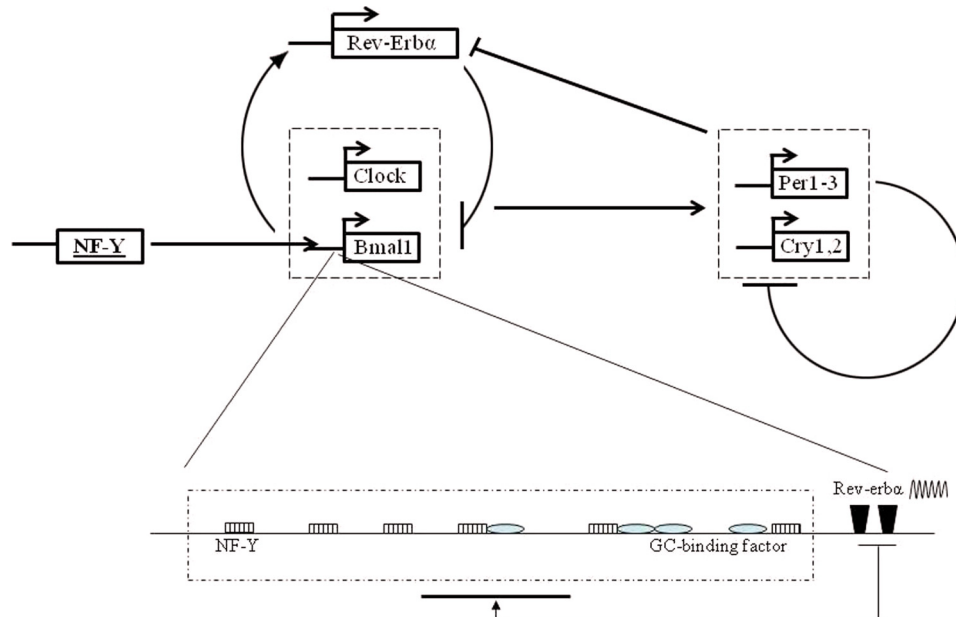 Rev-Erbα
Clock
Bmal1
NF-Y
Per1-3
Cry1,2
Rev-erbα
NF-Y
GC-binding factor